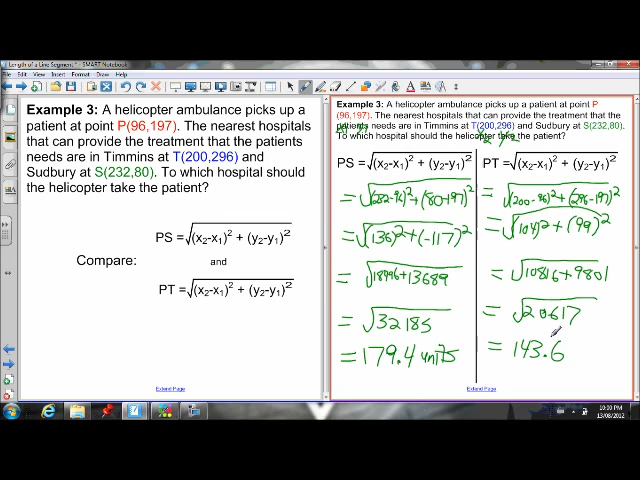 Length of a Line Segment * - SMART Notebook
File Edit View Insert Format Tools Help
Example 3: A helicopter ambulance picks up a
patient at point P(96,197). The nearest hospitals
that can provide the treatment that the patients
needs are in Timmins at T(200,296) and
Sudbury at S(232,80). To which hospital should
the helicopter take the patient?
PS =√(x₂-x₁)² + (y₂-y₁)²
Compare: and
PT =√(x₂-x₁)² + (y₂-y₁)²
Extend Page
Example 3: A helicopter ambulance picks up a patient at point P
(96,197). The nearest hospitals that can provide the treatment that the
patients needs are in Timmins at T(200,296) and Sudbury at S(232,80).
To which hospital should the helicopter take the patient?
PS =√(x₂-x₁)² + (y₂-y₁)²
= √(232-96)²+(80-197)²
= √(136)²+(-117)²
= √18496+13689
= √32185
= 179.4 units
PT =√(x₂-x₁)² + (y₂-y₁)²
= √(200-96)²+(296-197)²
= √(104)²+(99)²
= √10816+9801
= √20617
= 143.6
Extend Page
10:00 PM
13/08/2012